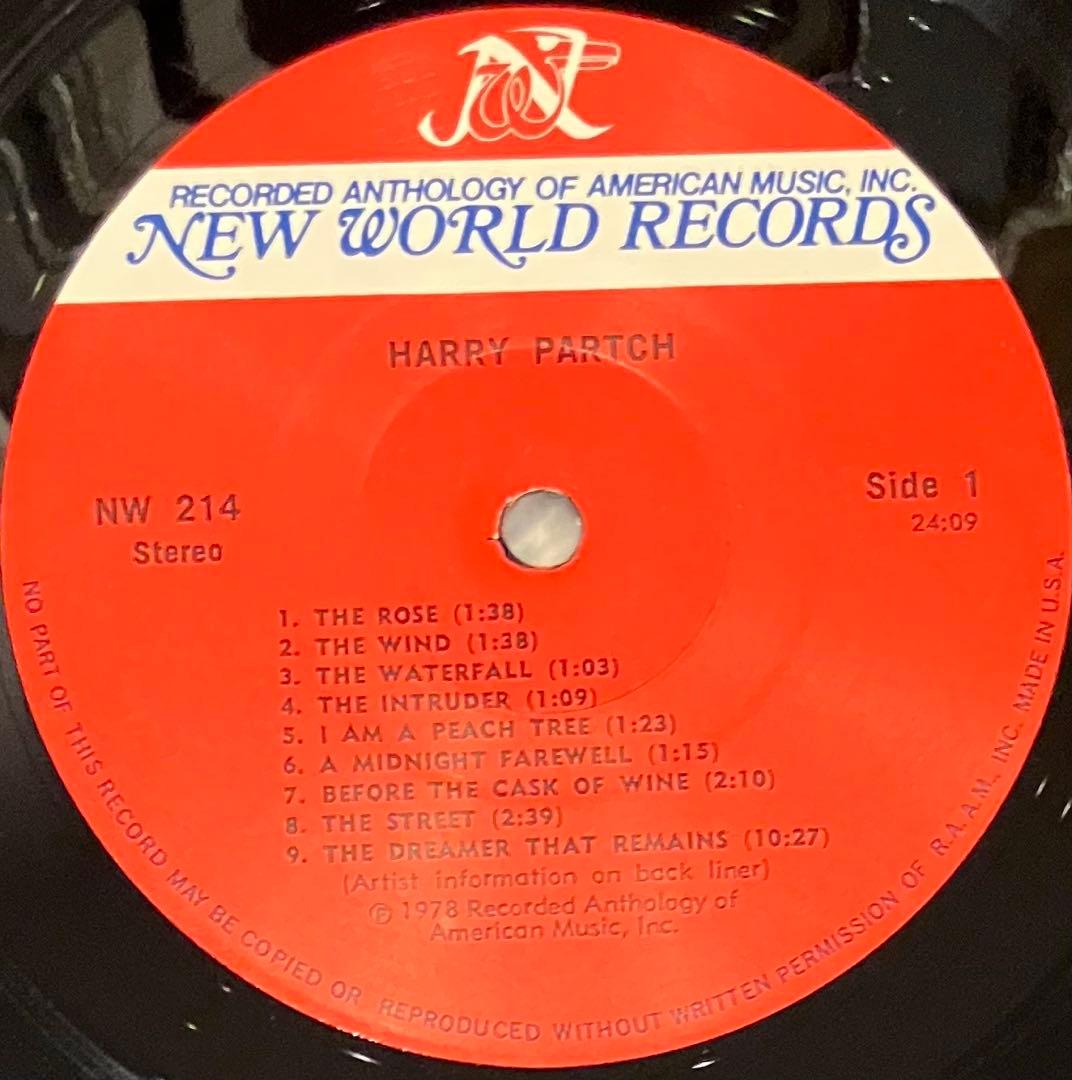 RECORDED ANTHOLOGY OF AMERICAN MUSIC, INC.
NEW WORLD RECORDS
HARRY PARTCH
NW 214
Stereo
Side 1
24:09
1. THE ROSE (1:38)
2. THE WIND (1:38)
3. THE WATERFALL (1:03)
4. THE INTRUDER (1:09)
5. I AM A PEACH TREE (1:23)
6. A MIDNIGHT FAREWELL (1:15)
7. BEFORE THE CASK OF WINE (2:10)
8. THE STREET (2:39)
9. THE DREAMER THAT REMAINS (10:27)
(Artist information on back liner)
Ⓟ 1978 Recorded Anthology of
American Music, Inc.
NO PART OF THIS RECORD MAY BE COPIED OR REPRODUCED WITHOUT WRITTEN PERMISSION OF R.A.A.M., INC. MADE IN U.S.A.